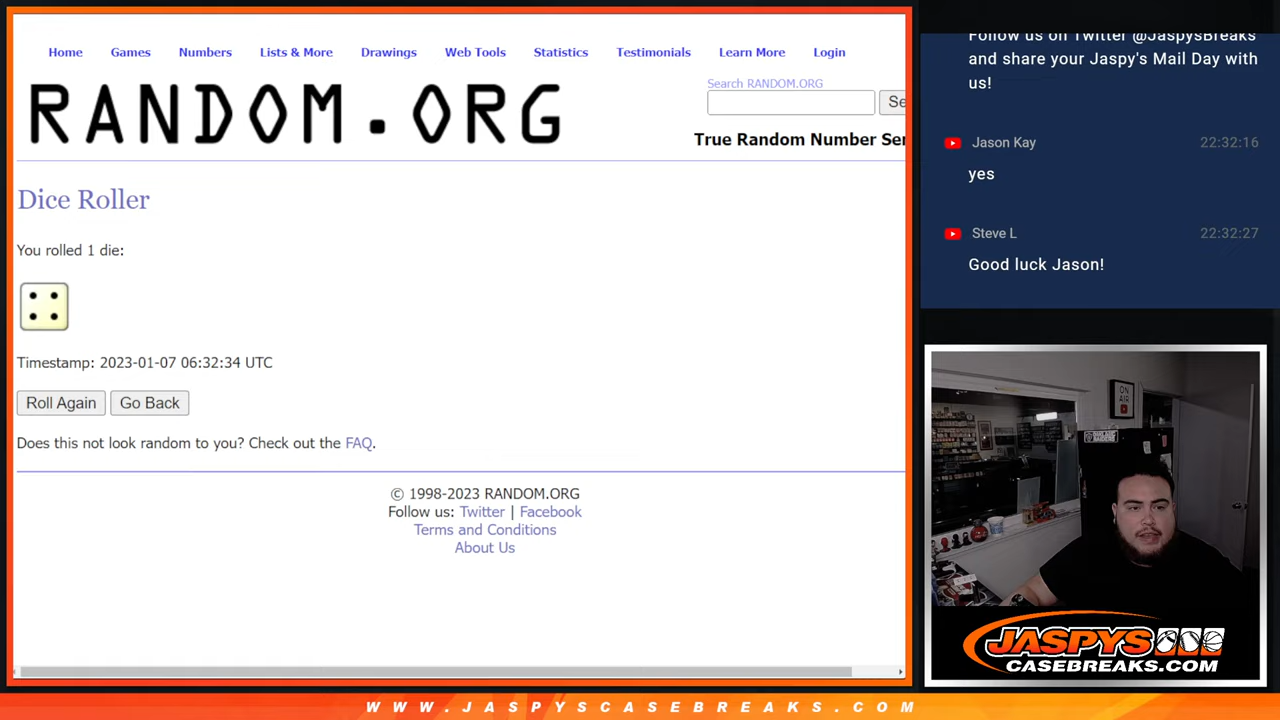 Home Games Numbers Lists & More Drawings Web Tools Statistics Testimonials Learn More Login
RANDOM.ORG
Search RANDOM.ORG
Se
True Random Number Ser
Dice Roller
You rolled 1 die:
Timestamp: 2023-01-07 06:32:34 UTC
Roll Again Go Back
Does this not look random to you? Check out the FAQ.
© 1998-2023 RANDOM.ORG
Follow us: Twitter | Facebook
Terms and Conditions
About Us
Follow us on Twitter @JaspysBreaks
and share your Jaspy's Mail Day with
us!
Jason Kay 22:32:16
yes
Steve L 22:32:27
Good luck Jason!
ON
AIR
JASPYS
CASEBREAKS.COM
WWW.JASPYSCASEBREAKS.COM